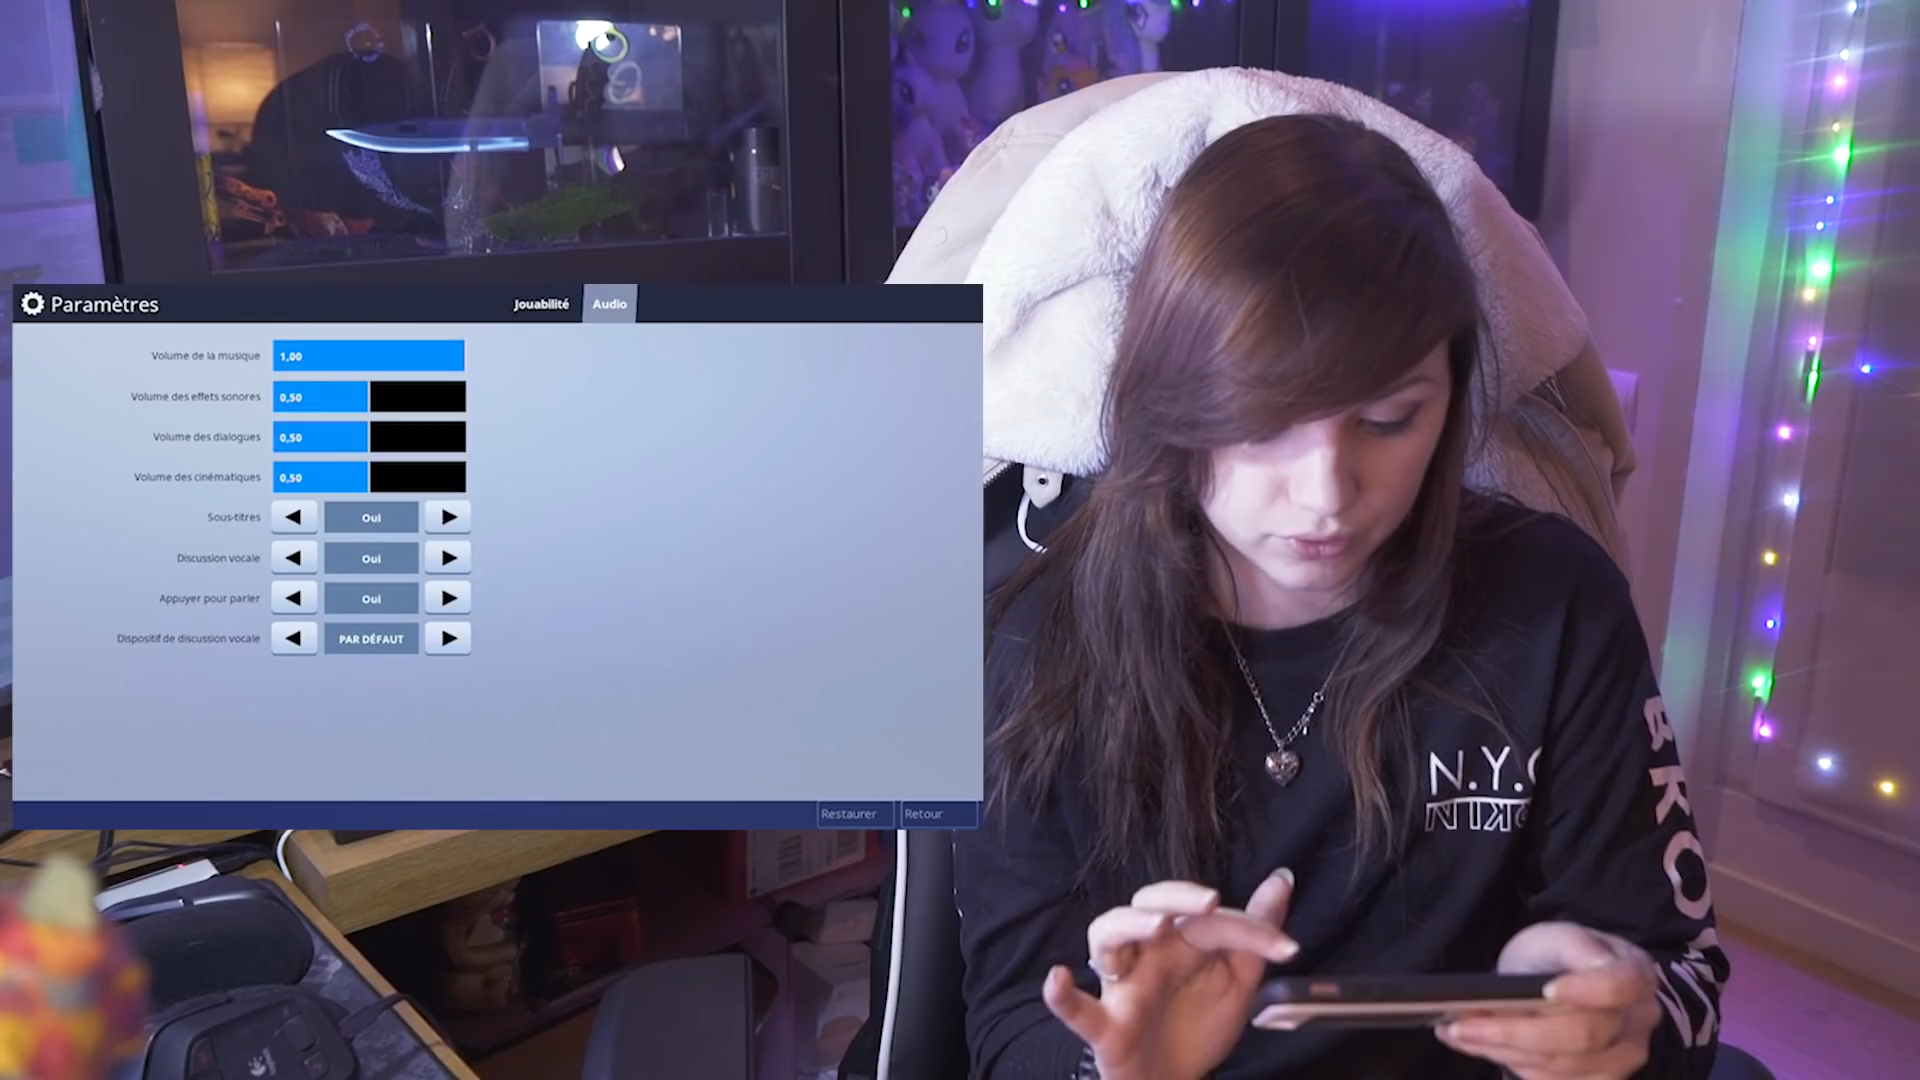 Paramètres
Jouabilité
Audio
Volume de la musique
1,00
Volume des effets sonores
0,50
Volume des dialogues
0,50
Volume des cinématiques
0,50
Sous-titres
Oui
Discussion vocale
Oui
Appuyer pour parler
Oui
Dispositif de discussion vocale
PAR DÉFAUT
Restaurer
Retour
N.Y.